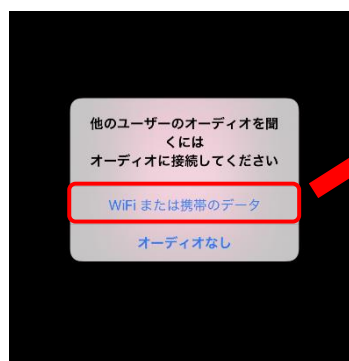 他のユーザーのオーディオを聞
くには
オーディオに接続してください
WiFi または携帯のデータ
オーディオなし